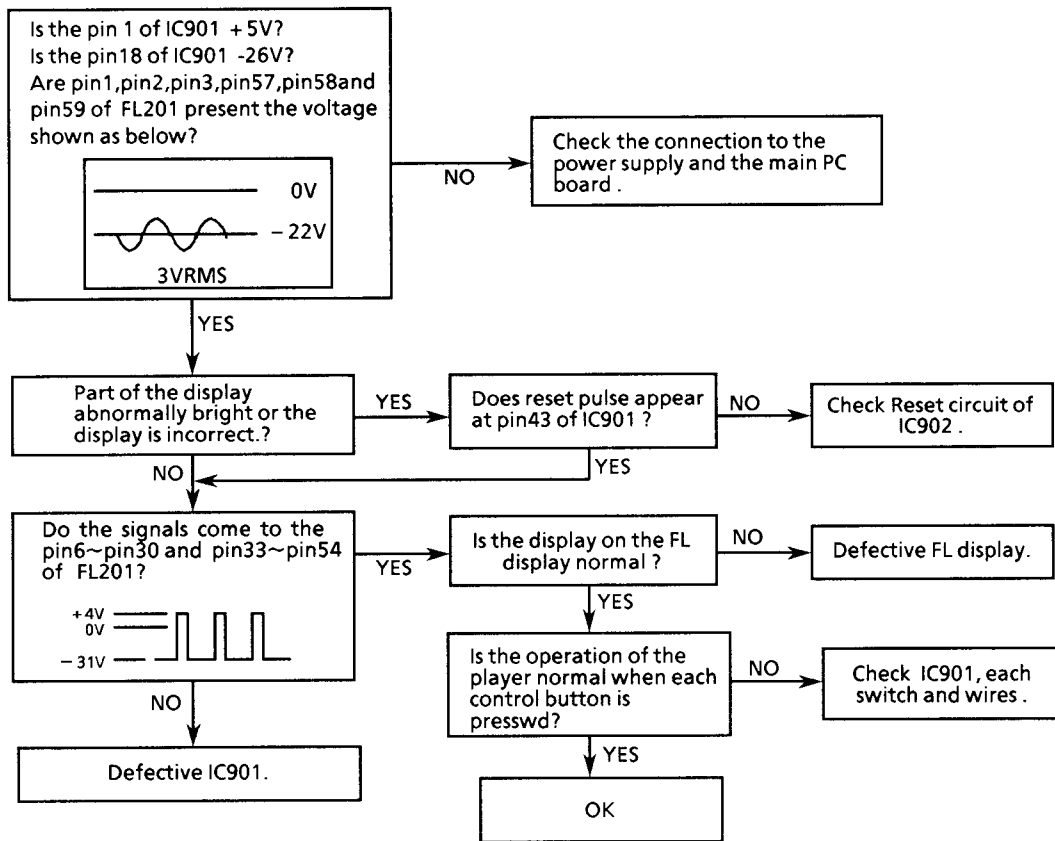 Is the pin 1 of IC901 +5V?
Is the pin18 of IC901 -26V?
Are pin1,pin2,pin3,pin57,pin58and
pin59 of FL201 present the voltage
shown as below?
0V
－22V
3VRMS
NO
Check the connection to the
power supply and the main PC
board .
YES
Part of the display
abnormally bright or the
display is incorrect.?
YES
Does reset pulse appear
at pin43 of IC901 ?
NO
Check Reset circuit of
IC902 .
NO
YES
Do the signals come to the
pin6~pin30 and pin33~pin54
of FL201?
+4V
0V
－31V
YES
Is the display on the FL
display normal ?
NO
Defective FL display.
YES
Is the operation of the
player normal when each
control button is
presswd?
NO
Check IC901, each
switch and wires .
NO
Defective IC901.
YES
OK